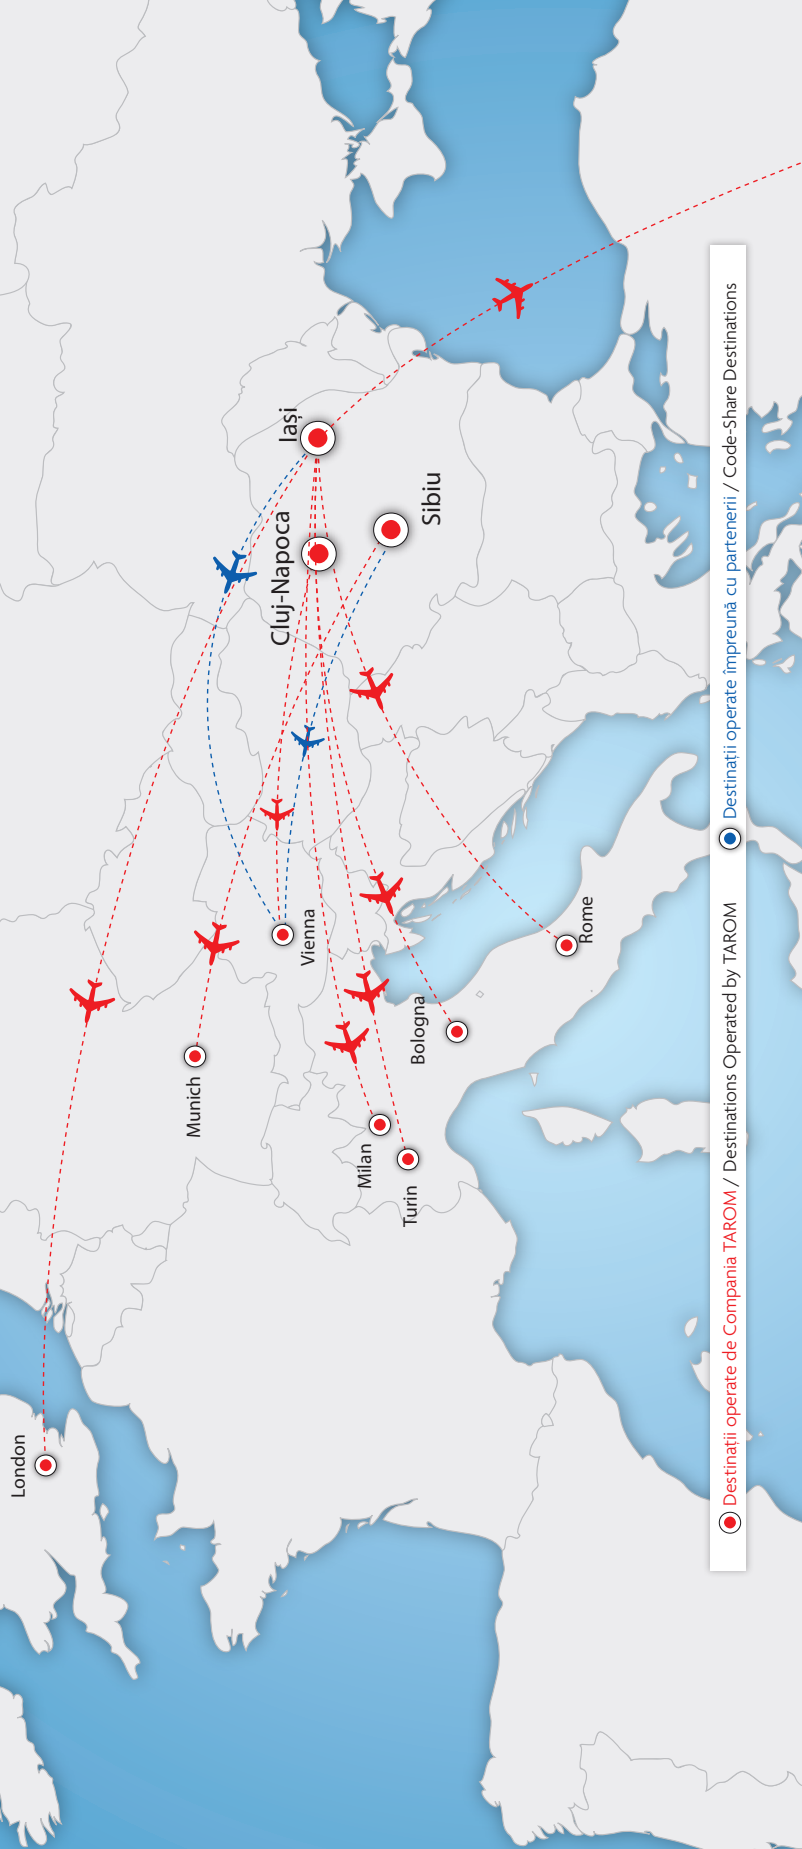 London
Munich
Milan
Turin
Vienna
Bologna
Rome
Cluj-Napoca
Iași
Sibiu
Destinații operate de Compania TAROM / Destinations Operated by TAROM
Destinații operate împreună cu partenerii / Code-Share Destinations